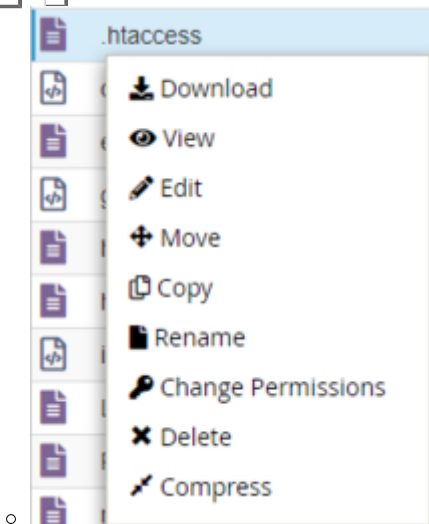 .htaccess
Download
View
Edit
Move
Copy
Rename
Change Permissions
Delete
Compress